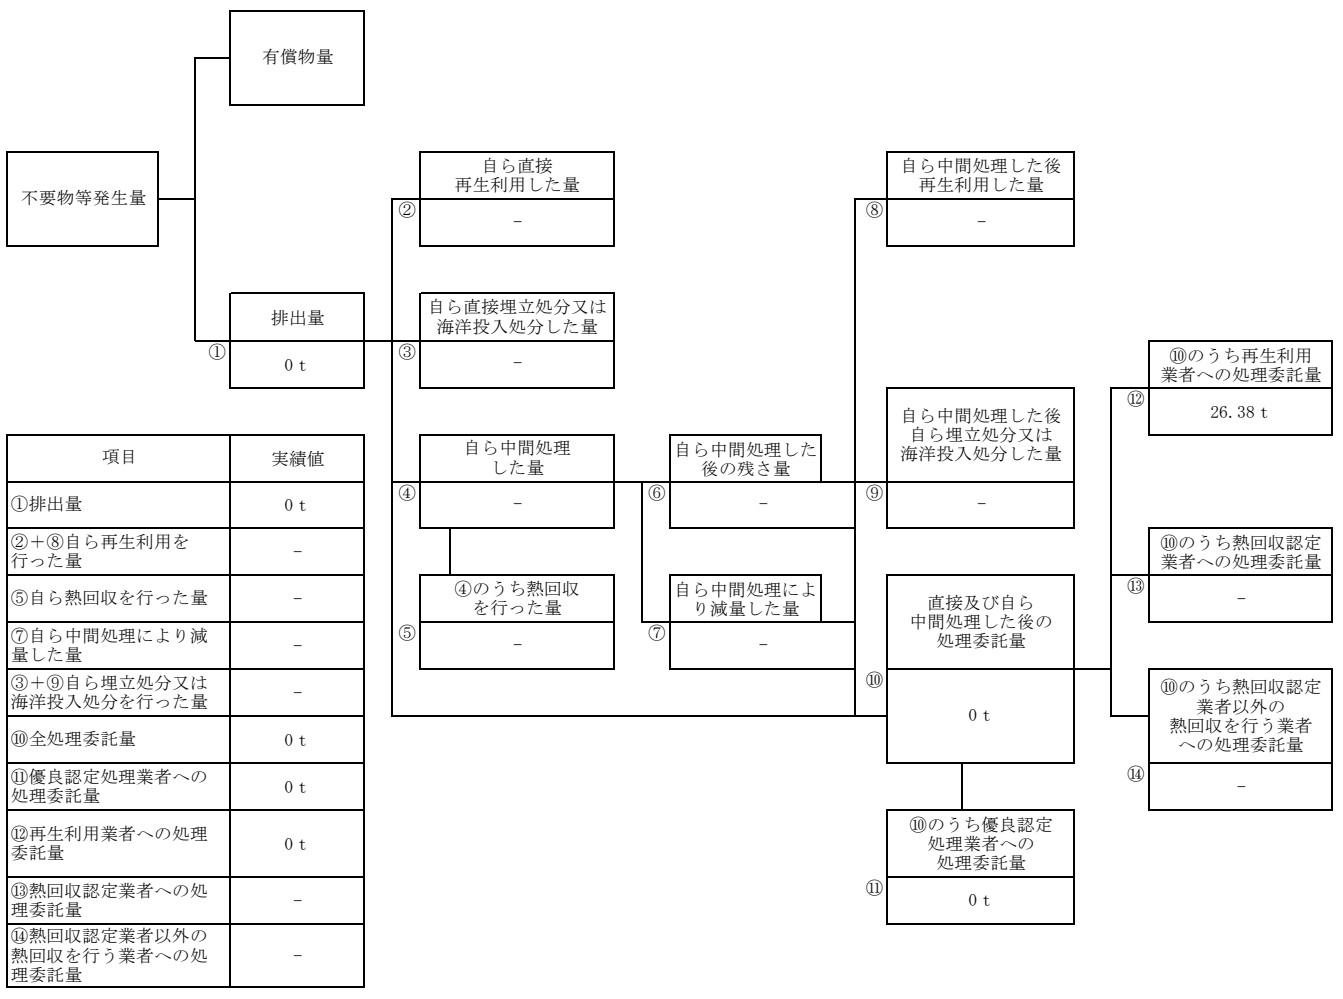 有償物量
不要物等発生量
排出量
①
0 t
自ら直接
再生利用した量
②
－
自ら直接埋立処分又は
海洋投入処分した量
③
－
自ら中間処理
した量
④
－
④のうち熱回収
を行った量
⑤
－
自ら中間処理した
後の残さ量
⑥
－
自ら中間処理によ
り減量した量
⑦
－
自ら中間処理した後
再生利用した量
⑧
－
自ら中間処理した後
自ら埋立処分又は
海洋投入処分した量
⑨
－
直接及び自ら
中間処理した後の
処理委託量
⑩
0 t
⑩のうち優良認定
処理業者への
処理委託量
⑪
0 t
⑩のうち再生利用
業者への処理委託量
⑫
26.38 t
⑩のうち熱回収認定
業者への処理委託量
⑬
－
⑩のうち熱回収認定
業者以外の
熱回収を行う業者
への処理委託量
⑭
－
項目 実績値
①排出量 0 t
②＋⑧自ら再生利用を
行った量 －
⑤自ら熱回収を行った量 －
⑦自ら中間処理により減
量した量 －
③＋⑨自ら埋立処分又は
海洋投入処分を行った量 －
⑩全処理委託量 0 t
⑪優良認定処理業者への
処理委託量 0 t
⑫再生利用業者への処理
委託量 0 t
⑬熱回収認定業者への処
理委託量 －
⑭熱回収認定業者以外の
熱回収を行う業者への処
理委託量 －